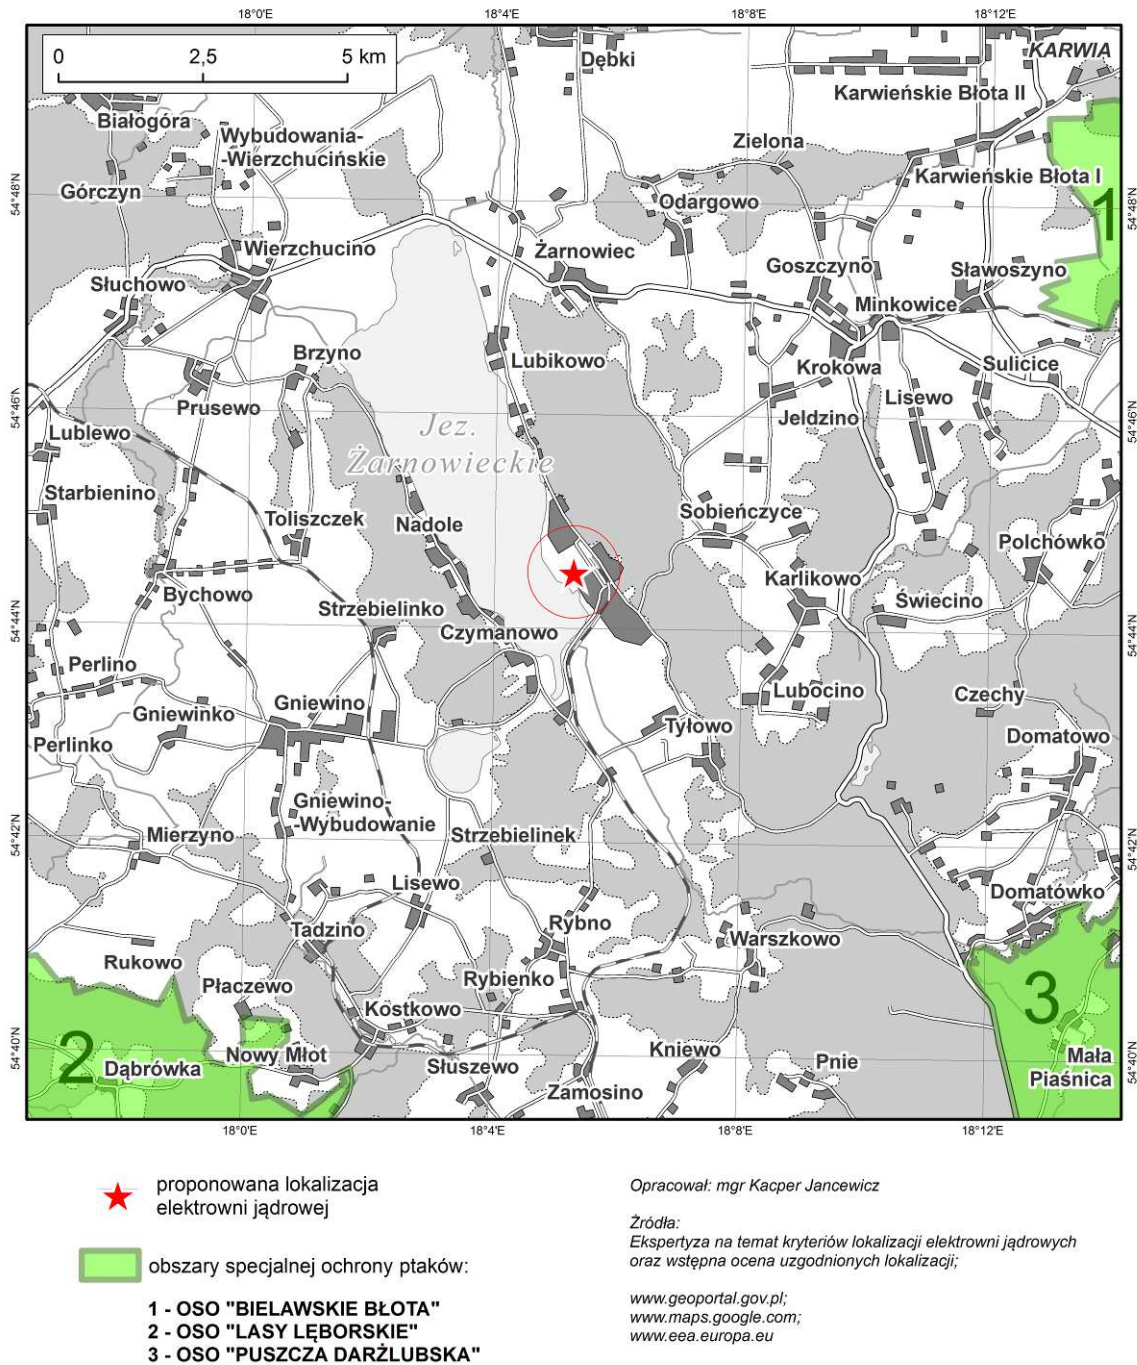 18°0'E
18°4'E
18°8'E
18°12'E
0
2,5
5 km
Dębki
KARWIA
Karwieńskie Błota II
Białogóra
Wybudowania-
-Wierzchucińskie
Zielona
Karwieńskie Błota I
Górczyn
Odargowo
54°48'N
54°48'N
1
Wierzchucino
Żarnowiec
Goszczyno
Sławoszyno
Słuchowo
Minkowice
Brzyno
Lubikowo
Krokowa
Sulicice
Prusewo
Jeldzino
Lisewo
54°46'N
54°46'N
Lublewo
Jez.
Żarnowieckie
Starbienino
Toliszczek
Nadole
Sobieńczyce
Polchówko
Bychowo
Strzebielinko
Karlikowo
Świecino
54°44'N
54°44'N
Czymanowo
Perlino
Gniewino
Lubocino
Czechy
Gniewinko
Tyłowo
Domatowo
Perlinko
Gniewino-
-Wybudowanie
Mierzyno
Strzebielinek
54°42'N
54°42'N
Lisewo
Domatówko
Tadzino
Rybno
Warszkowo
Rukowo
Płaczewo
Rybienko
3
Kostkowo
2
Nowy Młot
Kniewo
Mała
Piaśnica
Dąbrówka
Słuszewo
Pnie
54°40'N
54°40'N
Zamosino
18°0'E
18°4'E
18°8'E
18°12'E
proponowana lokalizacja
elektrowni jądrowej
obszary specjalnej ochrony ptaków:
1 - OSO "BIELAWSKIE BŁOTA"
2 - OSO "LASY LĘBORSKIE"
3 - OSO "PUSZCZA DARŻLUBSKA"
Opracował: mgr Kacper Jancewicz
Źródła:
Ekspertyza na temat kryteriów lokalizacji elektrowni jądrowych
oraz wstępna ocena uzgodnionych lokalizacji;
www.geoportal.gov.pl;
www.maps.google.com;
www.eea.europa.eu